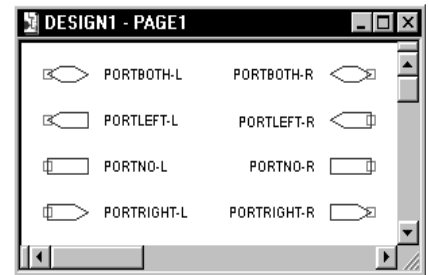 DESIGN1 - PAGE1
PORTBOTH-L PORTBOTH-R
PORTLEFT-L PORTLEFT-R
PORTNO-L PORTNO-R
PORTRIGHT-L PORTRIGHT-R